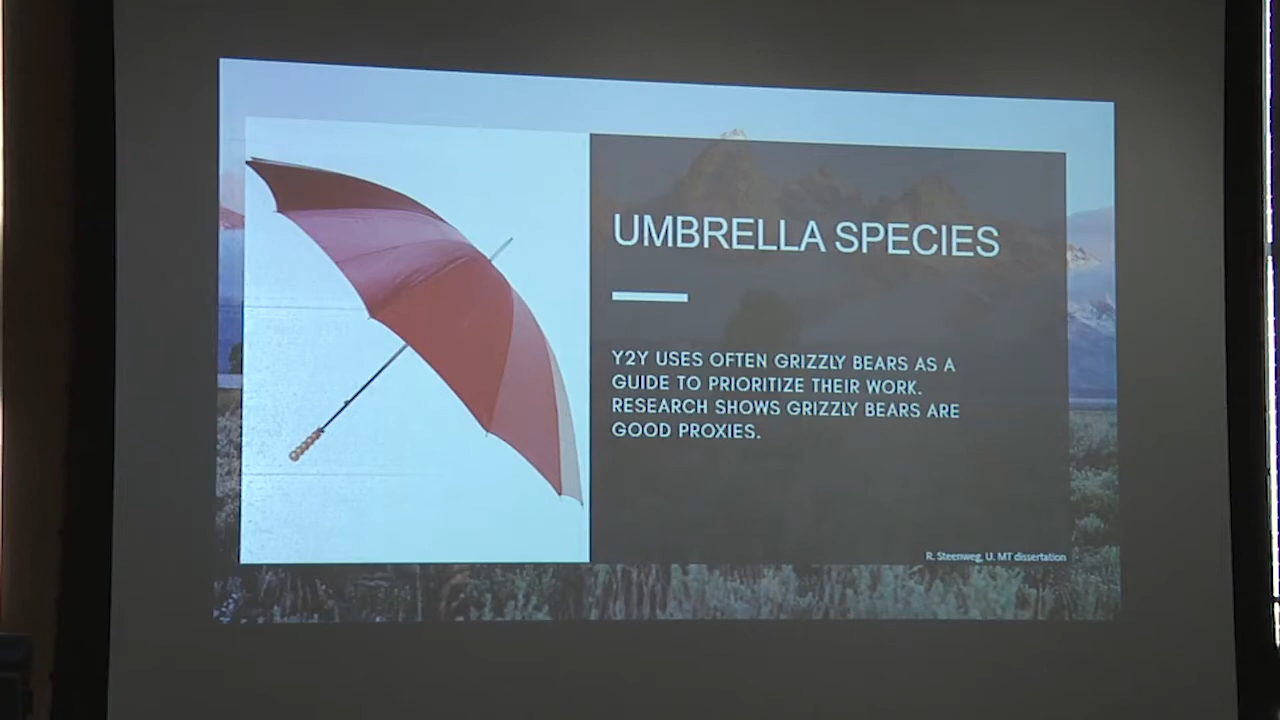 UMBRELLA SPECIES
Y2Y USES OFTEN GRIZZLY BEARS AS A
GUIDE TO PRIORITIZE THEIR WORK.
RESEARCH SHOWS GRIZZLY BEARS ARE
GOOD PROXIES.
R. Steenweg, U. MT dissertation